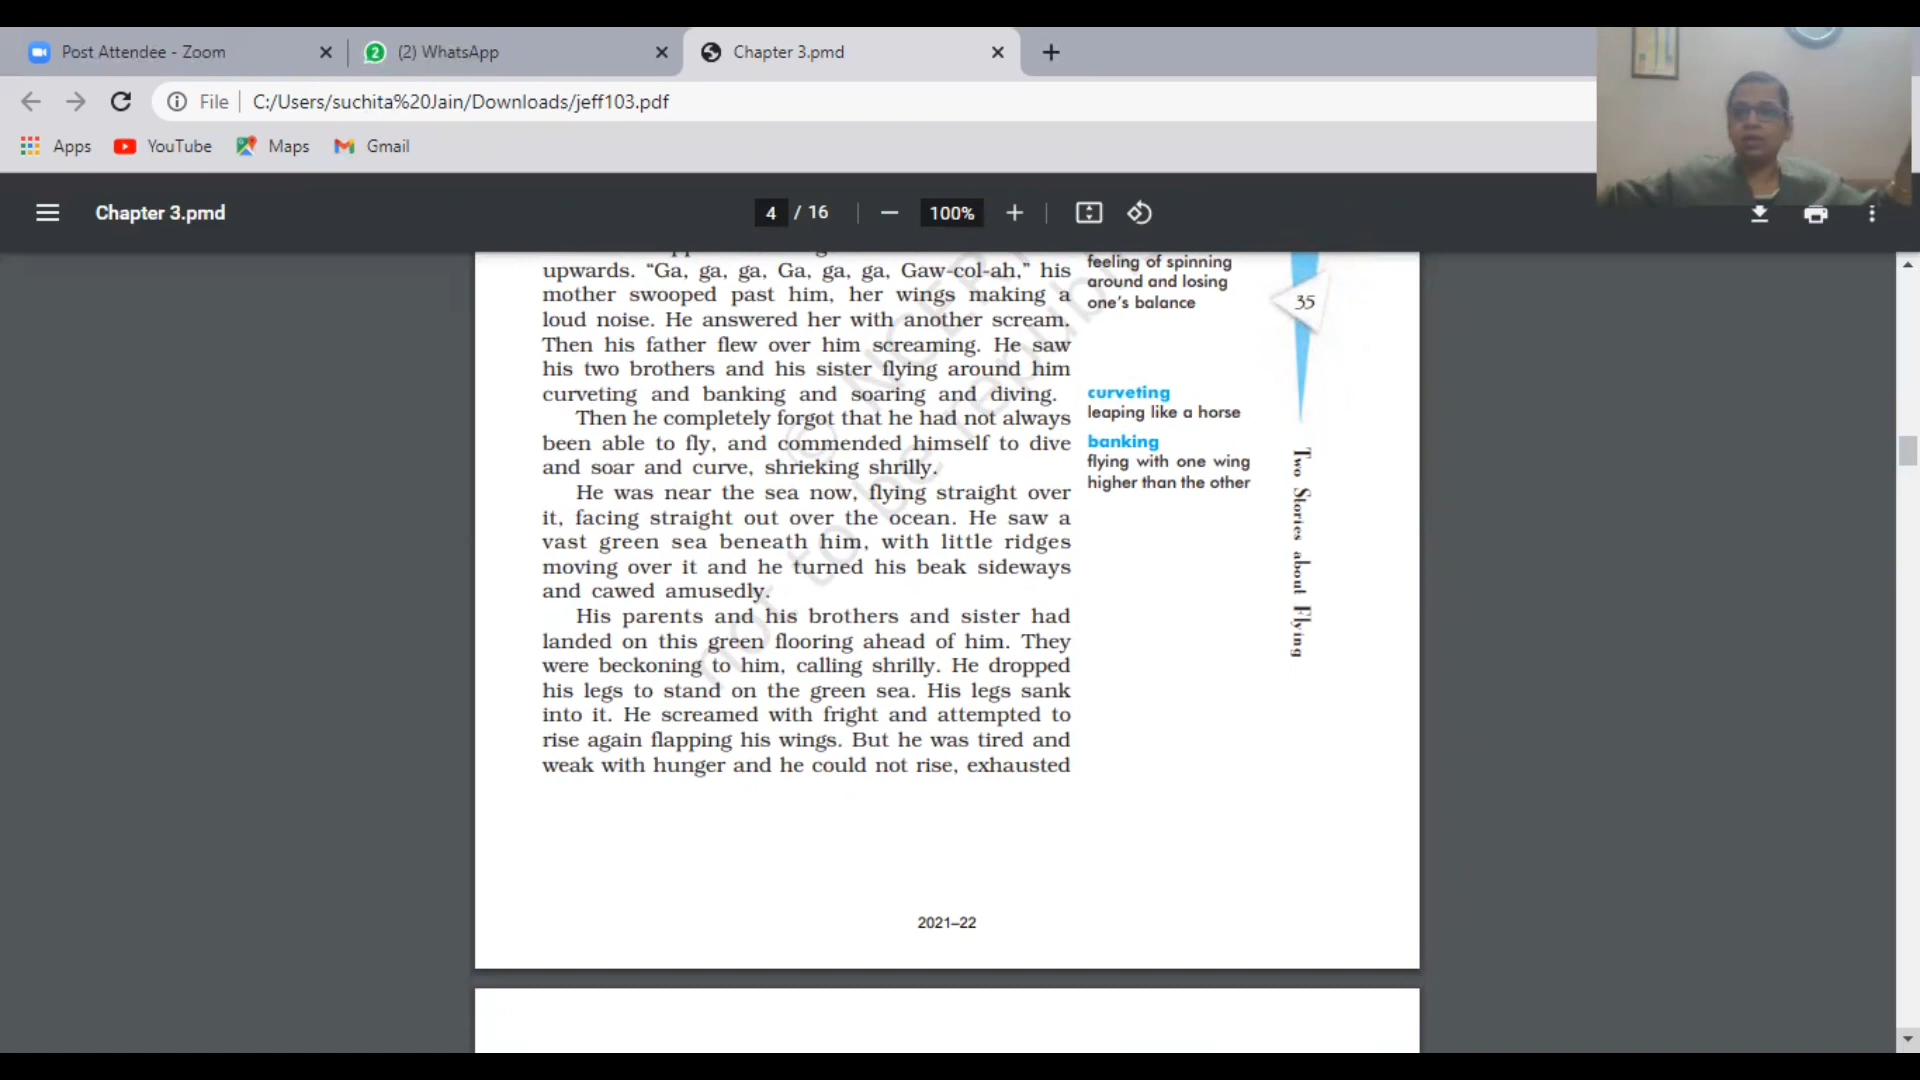 Post Attendee - Zoom
(2) WhatsApp
Chapter 3.pmd
File
C:/Users/suchita%20Jain/Downloads/jeff103.pdf
Apps
YouTube
Maps
Gmail
Chapter 3.pmd
4 / 16
100%
upwards. “Ga, ga, ga, Ga, ga, ga, Gaw-col-ah,” his
mother swooped past him, her wings making a
loud noise. He answered her with another scream.
Then his father flew over him screaming. He saw
his two brothers and his sister flying around him
curveting and banking and soaring and diving.
Then he completely forgot that he had not always
been able to fly, and commended himself to dive
and soar and curve, shrieking shrilly.
He was near the sea now, flying straight over
it, facing straight out over the ocean. He saw a
vast green sea beneath him, with little ridges
moving over it and he turned his beak sideways
and cawed amusedly.
His parents and his brothers and sister had
landed on this green flooring ahead of him. They
were beckoning to him, calling shrilly. He dropped
his legs to stand on the green sea. His legs sank
into it. He screamed with fright and attempted to
rise again flapping his wings. But he was tired and
weak with hunger and he could not rise, exhausted
feeling of spinning
around and losing
one’s balance
curveting
leaping like a horse
banking
flying with one wing
higher than the other
35
Two Stories about Flying
not to be republ
2021–22